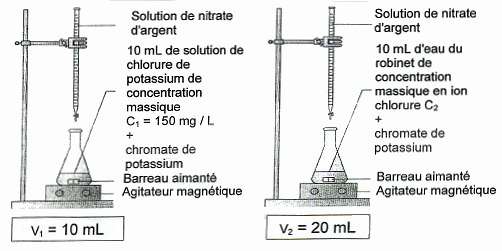 Solution de nitrate
d'argent
10 mL de solution de
chlorure de
potassium de
concentration
massique
C₁ = 150 mg / L
+
chromate de
potassium
Barreau aimanté
Agitateur magnétique
V₁ = 10 mL
Solution de nitrate
d'argent
10 mL d'eau du
robinet de
concentration
massique en ion
chlorure C₂
+
chromate de
potassium
Barreau aimanté
Agitateur magnétique
V₂ = 20 mL